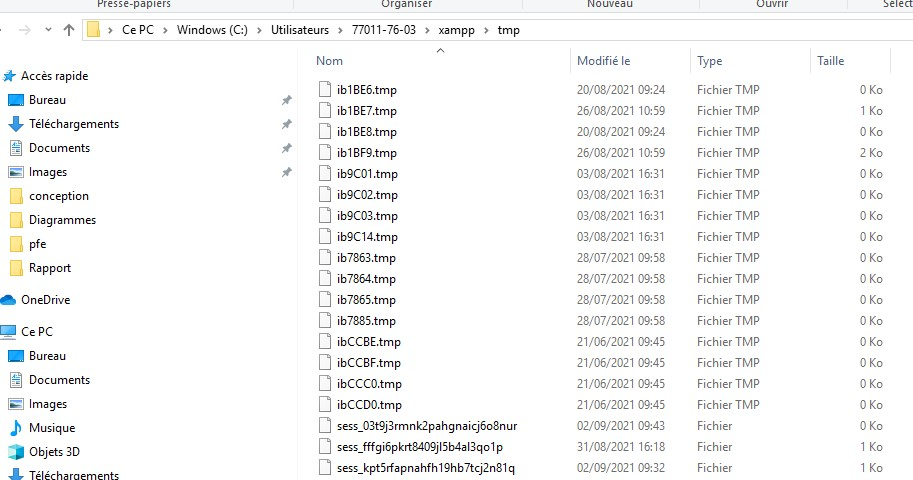 Presse-papiers Organiser Nouveau Ouvrir Sélect
Ce PC > Windows (C:) > Utilisateurs > 77011-76-03 > xampp > tmp
Nom Modifié le Type Taille
Accès rapide
Bureau
Téléchargements
Documents
Images
conception
Diagrammes
pfe
Rapport
OneDrive
Ce PC
Bureau
Documents
Images
Musique
Objets 3D
Téléchargements
ib1BE6.tmp 20/08/2021 09:24 Fichier TMP 0 Ko
ib1BE7.tmp 26/08/2021 10:59 Fichier TMP 1 Ko
ib1BE8.tmp 20/08/2021 09:24 Fichier TMP 0 Ko
ib1BF9.tmp 26/08/2021 10:59 Fichier TMP 2 Ko
ib9C01.tmp 03/08/2021 16:31 Fichier TMP 0 Ko
ib9C02.tmp 03/08/2021 16:31 Fichier TMP 0 Ko
ib9C03.tmp 03/08/2021 16:31 Fichier TMP 0 Ko
ib9C14.tmp 03/08/2021 16:31 Fichier TMP 0 Ko
ib7863.tmp 28/07/2021 09:58 Fichier TMP 0 Ko
ib7864.tmp 28/07/2021 09:58 Fichier TMP 0 Ko
ib7865.tmp 28/07/2021 09:58 Fichier TMP 0 Ko
ib7885.tmp 28/07/2021 09:58 Fichier TMP 0 Ko
ibCCBE.tmp 21/06/2021 09:45 Fichier TMP 0 Ko
ibCCBF.tmp 21/06/2021 09:45 Fichier TMP 0 Ko
ibCCC0.tmp 21/06/2021 09:45 Fichier TMP 0 Ko
ibCCD0.tmp 21/06/2021 09:45 Fichier TMP 0 Ko
sess_03t9j3rmnk2pahgnaicj6o8nur 02/09/2021 09:43 Fichier 0 Ko
sess_fffgi6pkrt8409jl5b4al3qo1p 31/08/2021 16:18 Fichier 1 Ko
sess_kpt5rfapnahfh19hb7tcj2n81q 02/09/2021 09:32 Fichier 1 Ko